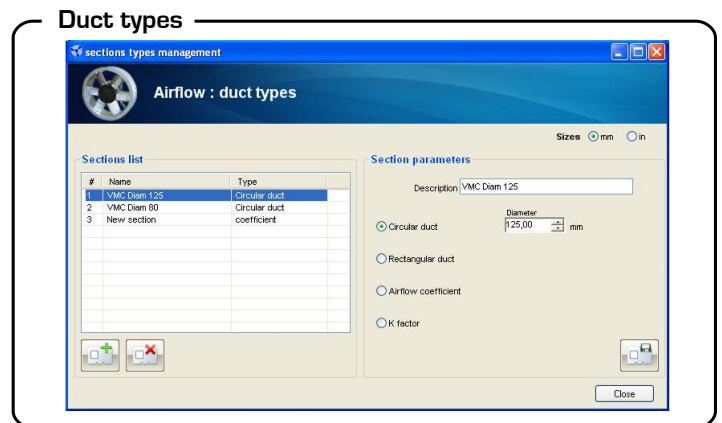 Duct types
sections types management
Airflow : duct types
Sizes mm in
Sections list
# Name Type
1 VMC Diam 125 Circular duct
2 VMC Diam 80 Circular duct
3 New section coefficient
Section parameters
Description VMC Diam 125
Diameter
Circular duct 125,00 mm
Rectangular duct
Airflow coefficient
K factor
Close